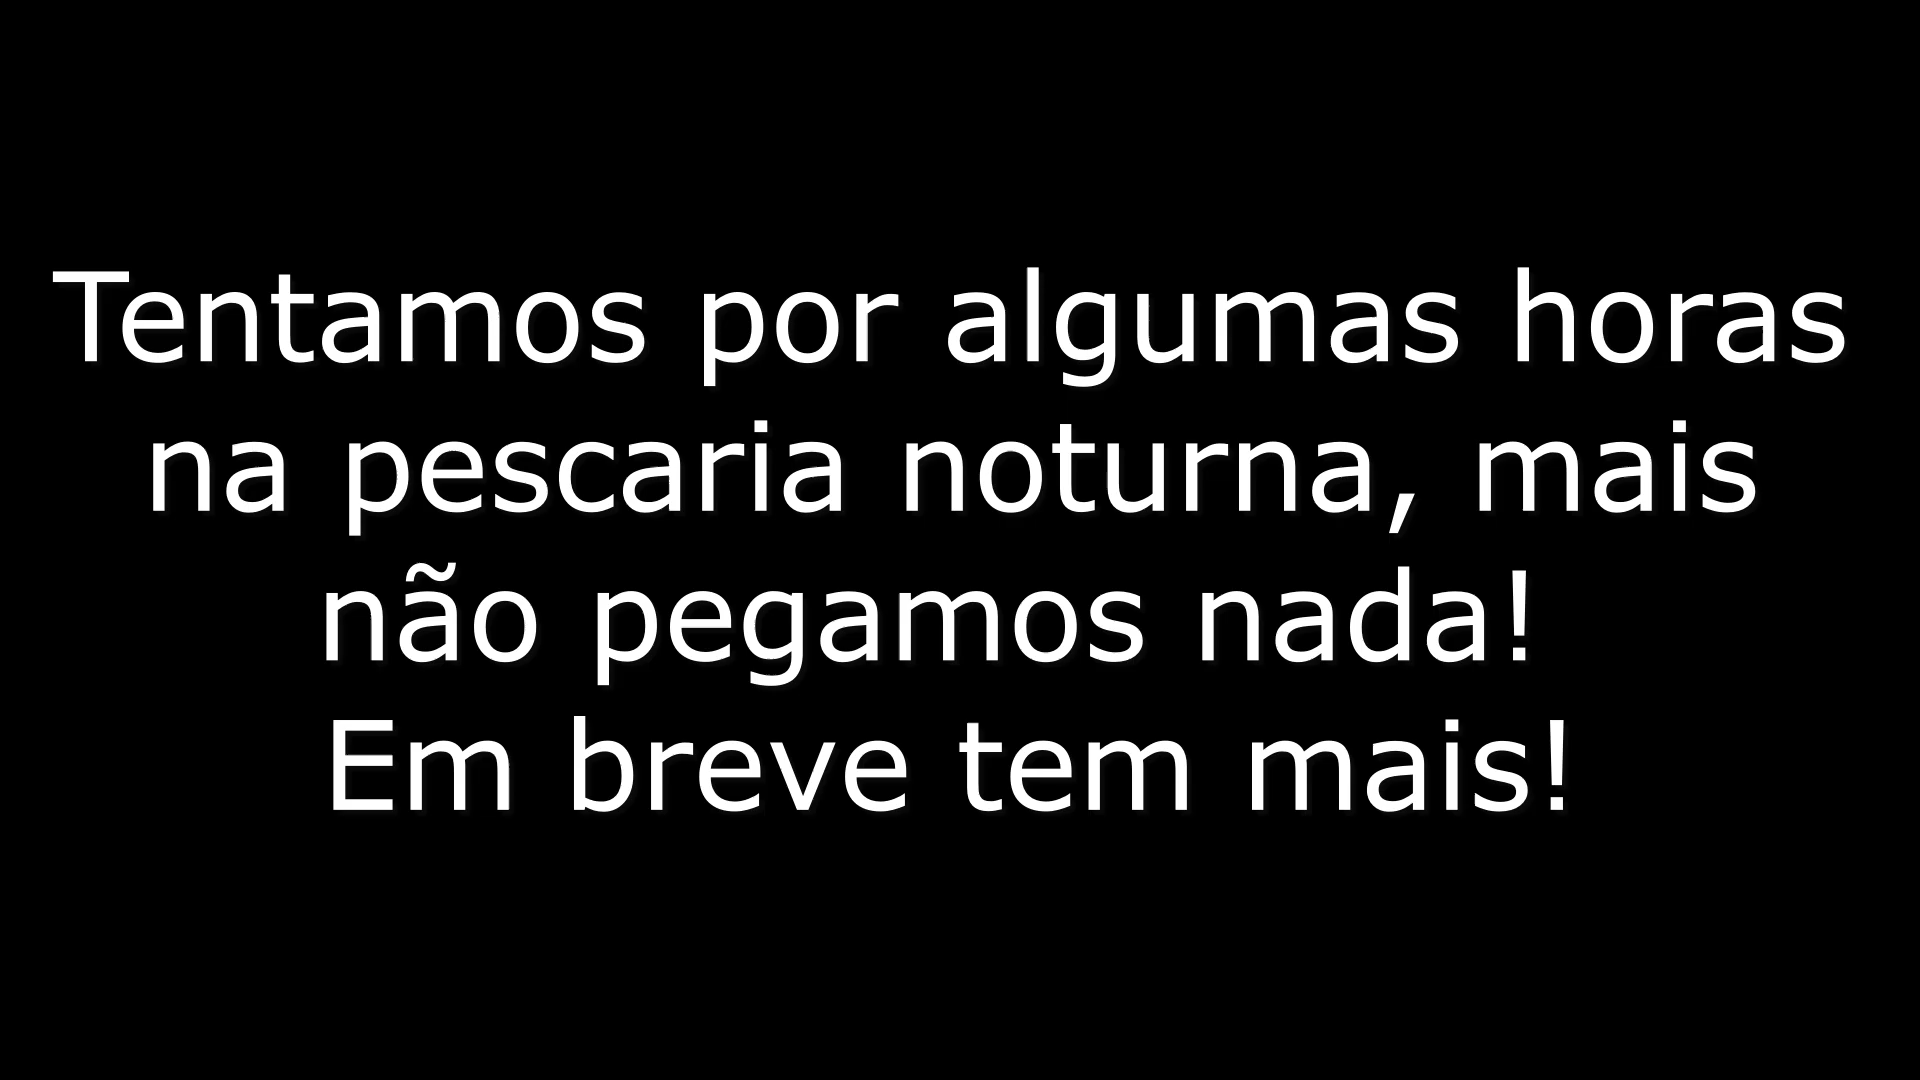 Tentamos por algumas horas
na pescaria noturna, mais
não pegamos nada!
Em breve tem mais!